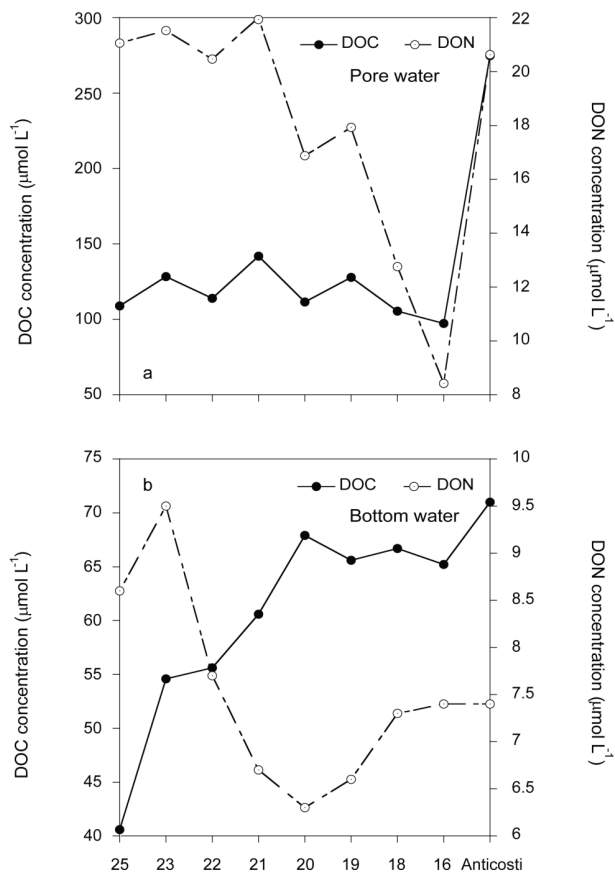 300
250
200
150
100
50
DOC concentration (μmol L⁻¹)
DOC DON
Pore water
a
22
20
18
16
14
12
10
8
DON concentration (μmol L⁻¹)
75
70
65
60
55
50
45
40
DOC concentration (μmol L⁻¹)
b
DOC DON
Bottom water
10
9.5
9
8.5
8
7.5
7
6.5
6
DON concentration (μmol L⁻¹)
25 23 22 21 20 19 18 16 Anticosti